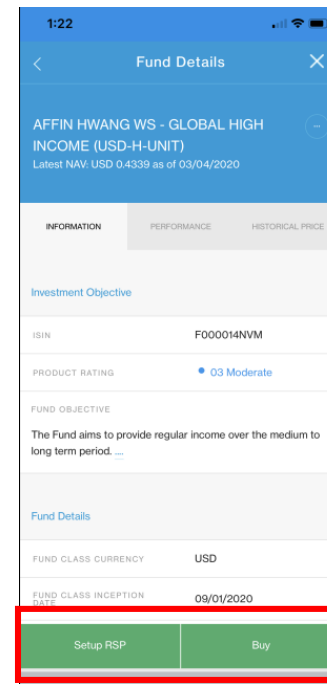 1:22
Fund Details
AFFIN HWANG WS - GLOBAL HIGH
INCOME (USD-H-UNIT)
Latest NAV: USD 0.4339 as of 03/04/2020
INFORMATION PERFORMANCE HISTORICAL PRICE
Investment Objective
ISIN F000014NVM
PRODUCT RATING 03 Moderate
FUND OBJECTIVE
The Fund aims to provide regular income over the medium to
long term period. ...
Fund Details
FUND CLASS CURRENCY USD
FUND CLASS INCEPTION
DATE 09/01/2020
Setup RSP Buy